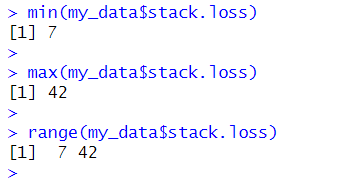 > min(my_data$stack.loss)
[1] 7
>
> max(my_data$stack.loss)
[1] 42
>
> range(my_data$stack.loss)
[1]  7 42
>